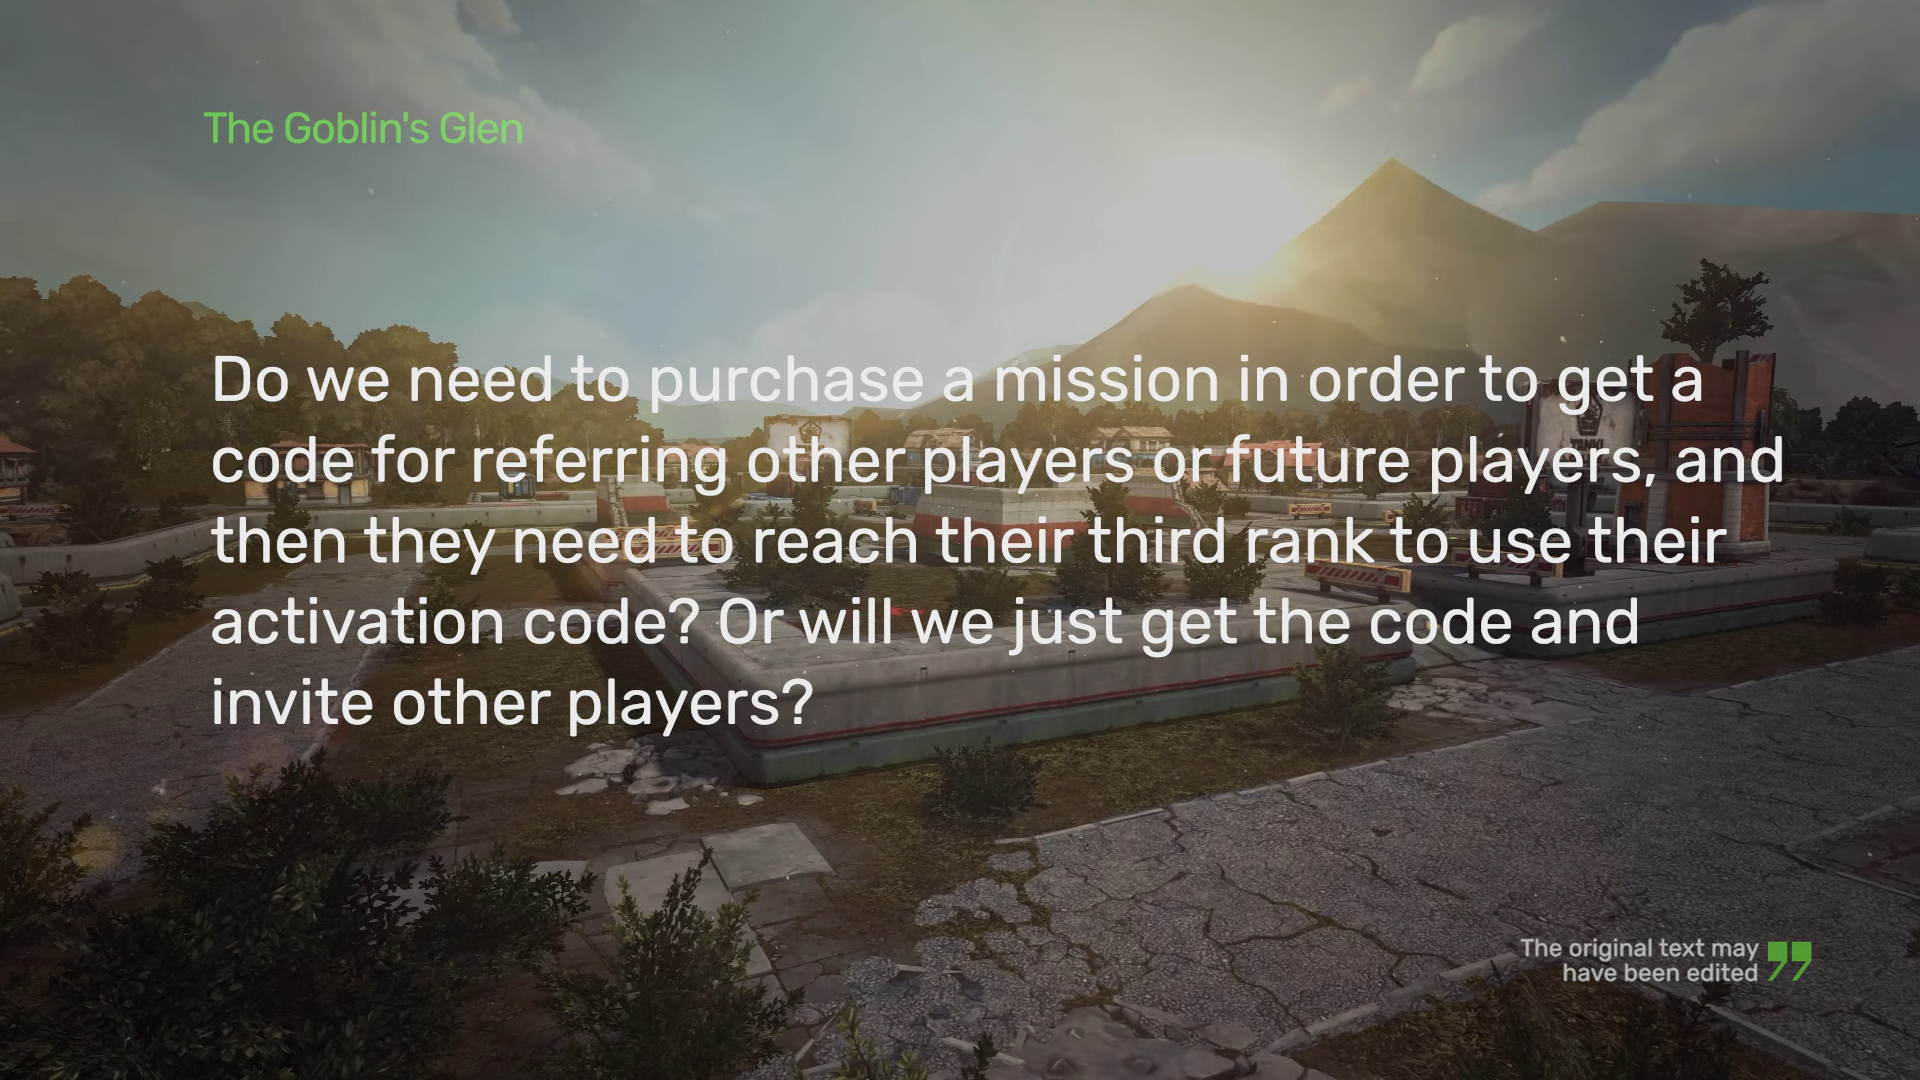 The Goblin's Glen
Do we need to purchase a mission in order to get a
code for referring other players or future players, and
then they need to reach their third rank to use their
activation code? Or will we just get the code and
invite other players?
TANKI
The original text may
have been edited